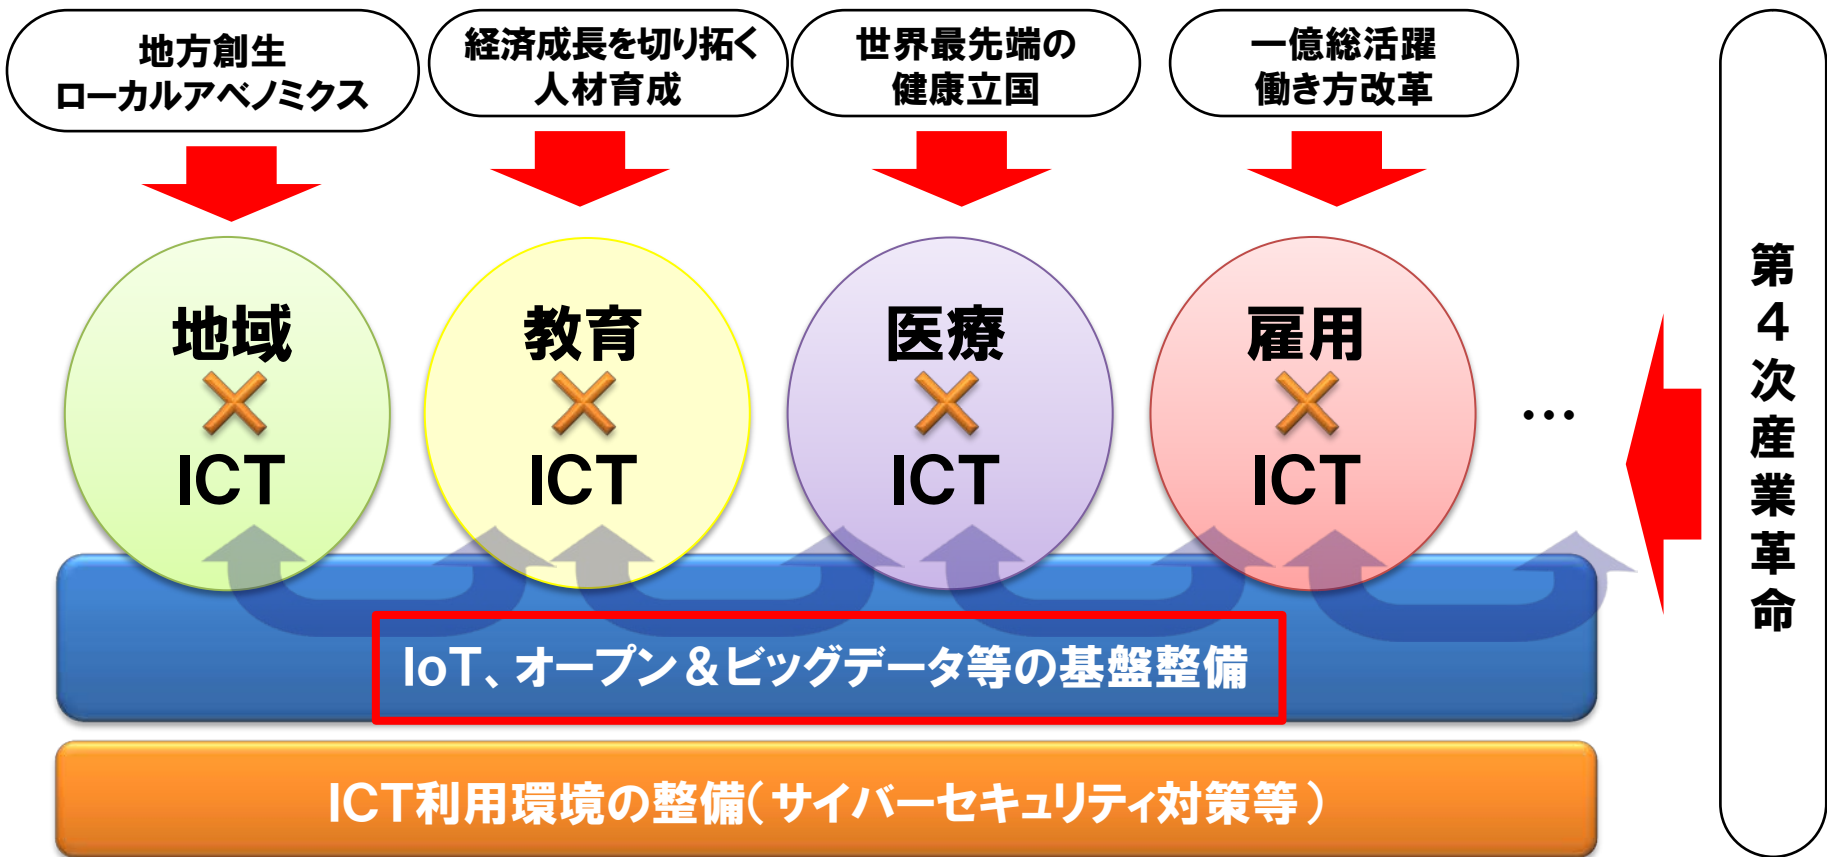 地方創生
ローカルアベノミクス
経済成長を切り拓く
人材育成
世界最先端の
健康立国
一億総活躍
働き方改革
地域
×
ICT
教育
×
ICT
医療
×
ICT
雇用
×
ICT
…
第4次産業革命
IoT、オープン＆ビッグデータ等の基盤整備
ICT利用環境の整備（サイバーセキュリティ対策等）